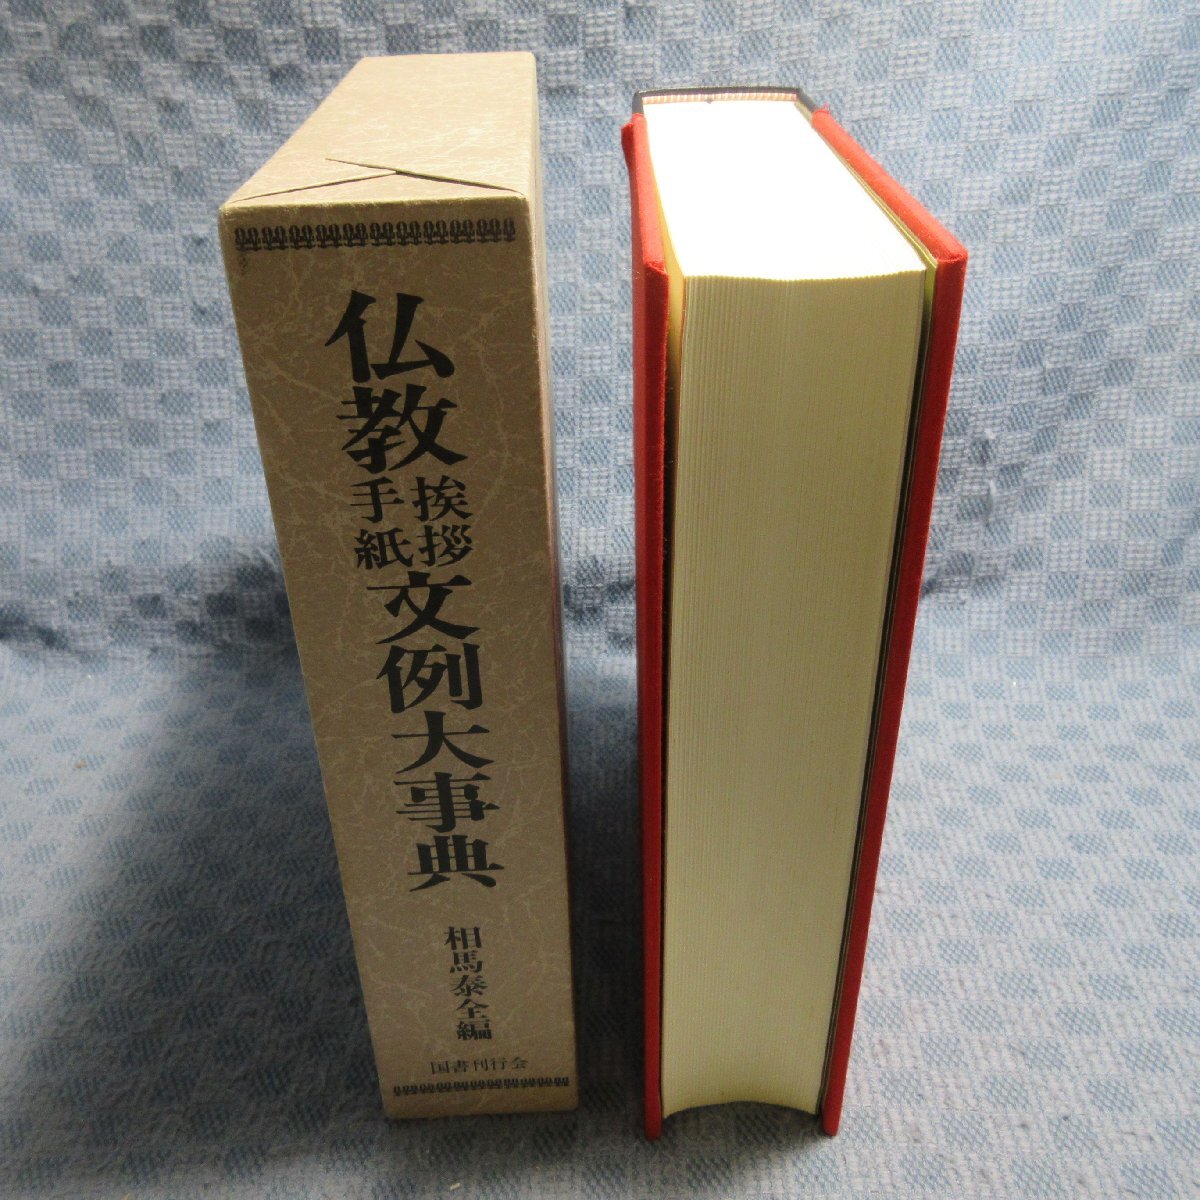 仏教挨拶手紙文例大事典
相馬泰全編
国書刊行会